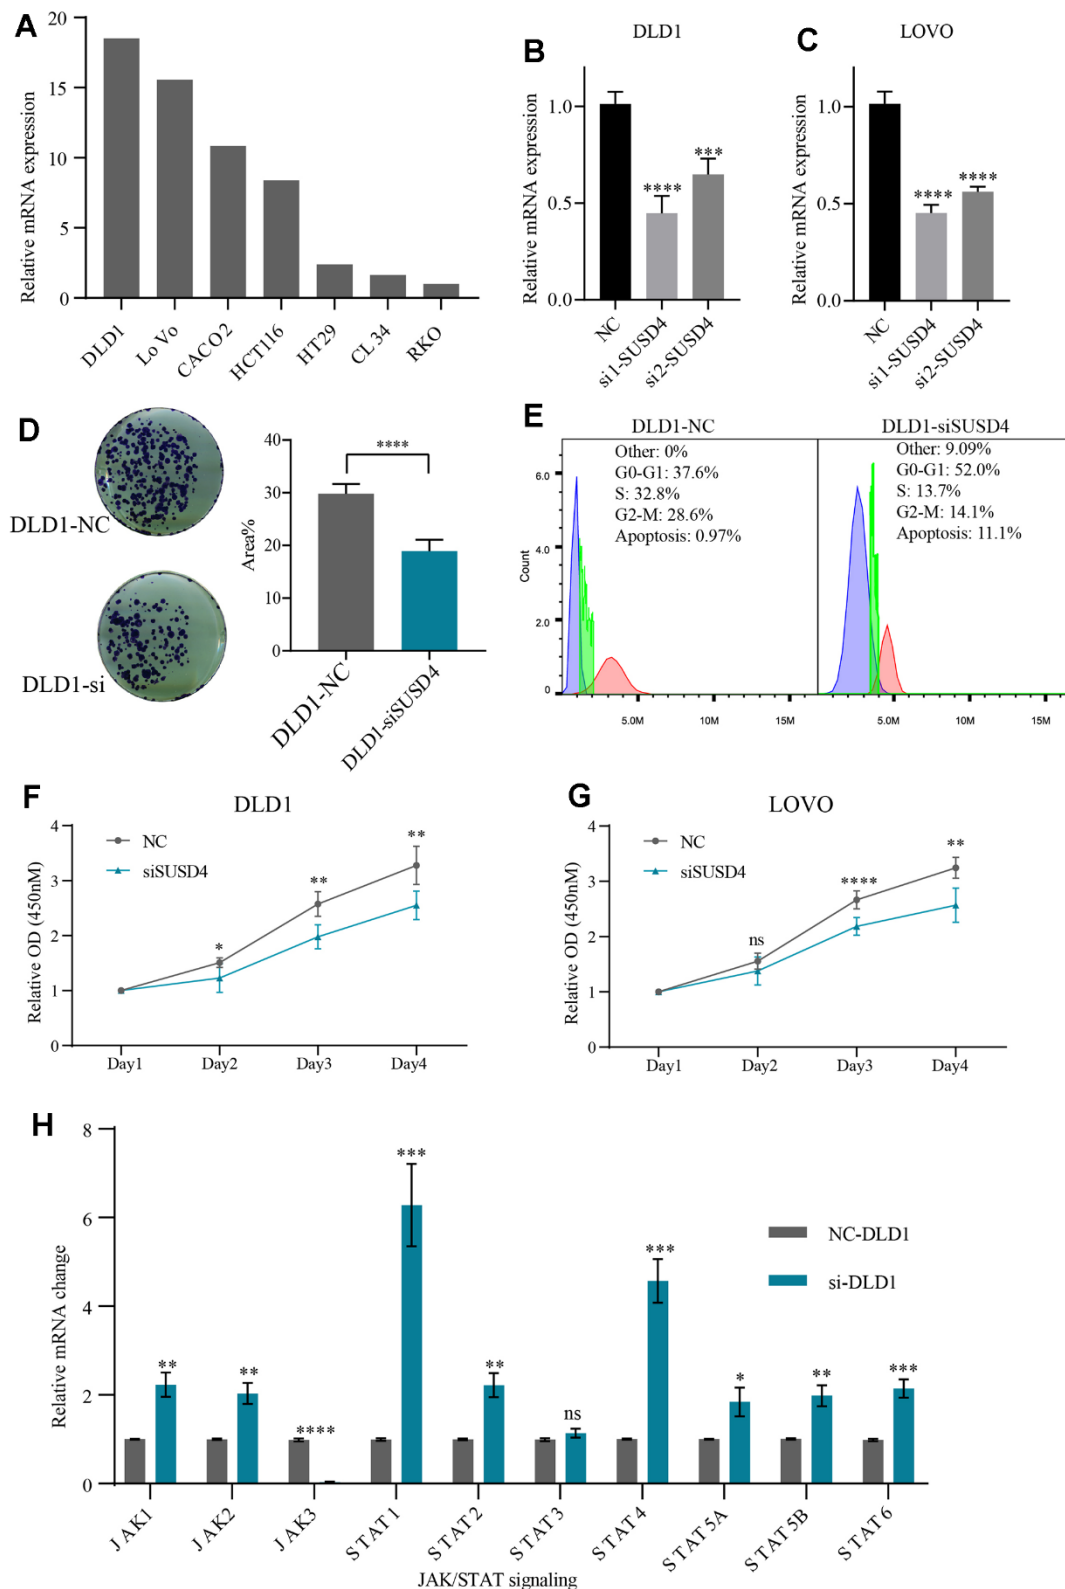 A
Relative mRNA expression
20
15
10
5
0
DLD1
Lo Vo
CACO2
HCT116
HT29
CL34
RKO
B
DLD1
Relative mRNA expression
1.0
0.5
0.0
****
***
NC
si1-SUSD4
si2-SUSD4
C
LOVO
Relative mRNA expression
1.0
0.5
0.0
****
****
NC
si1-SUSD4
si2-SUSD4
D
DLD1-NC
DLD1-si
Area%
40
30
20
10
0
****
DLD1-NC
DLD1-siSUSD4
E
DLD1-NC
Other: 0%
G0-G1: 37.6%
S: 32.8%
G2-M: 28.6%
Apoptosis: 0.97%
DLD1-siSUSD4
Other: 9.09%
G0-G1: 52.0%
S: 13.7%
G2-M: 14.1%
Apoptosis: 11.1%
Count
6.0
4.0
2.0
0
5.0M
10M
15M
5.0M
10M
15M
F
DLD1
Relative OD (450nM)
4
3
2
1
0
NC
siSUSD4
*
**
**
Day1
Day2
Day3
Day4
G
LOVO
Relative OD (450nM)
4
3
2
1
0
NC
siSUSD4
ns
****
**
Day1
Day2
Day3
Day4
H
Relative mRNA change
8
6
4
2
0
**
**
****
***
**
ns
***
*
**
***
NC-DLD1
si-DLD1
JAK1
JAK2
JAK3
STAT1
STAT2
STAT3
STAT4
STAT5A
STAT5B
STAT6
JAK/STAT signaling